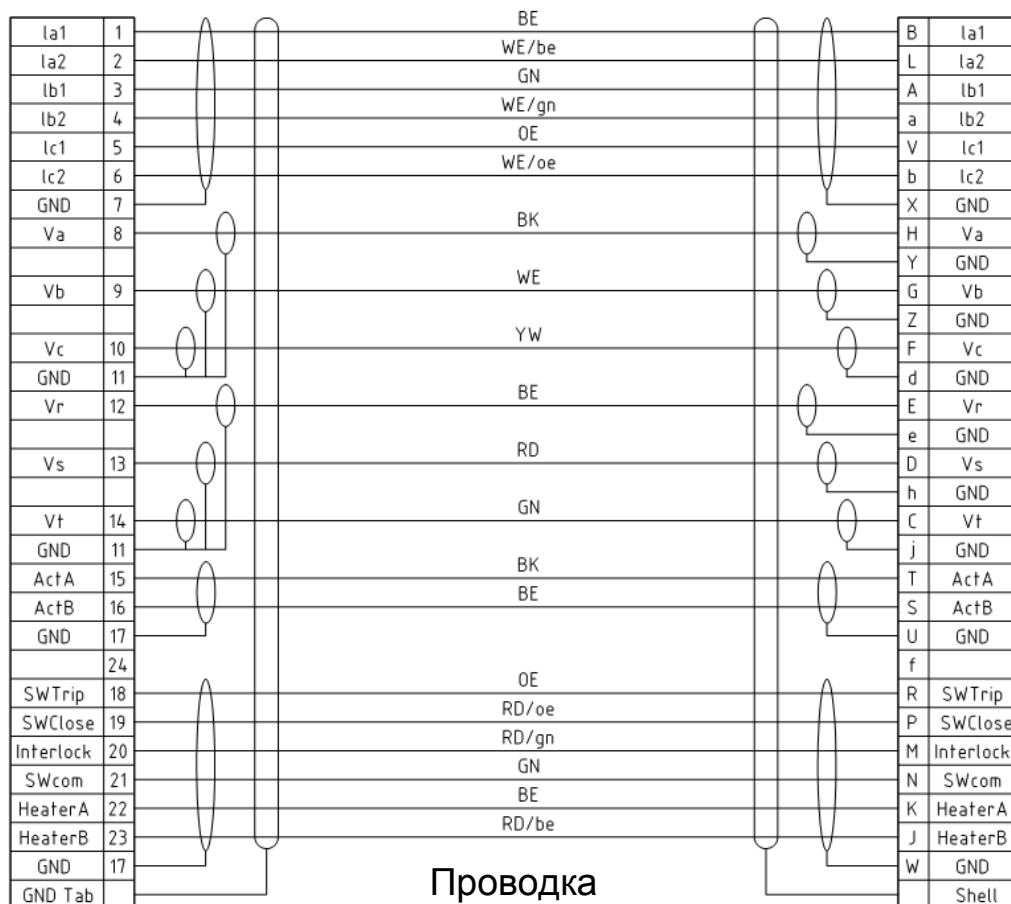 BE
la1 1 B la1
WE/be
la2 2 L la2
GN
lb1 3 A lb1
WE/gn
lb2 4 a lb2
OE
lc1 5 V lc1
WE/oe
lc2 6 b lc2
GND 7 X GND
BK
Va 8 H Va
Y GND
WE
Vb 9 G Vb
Z GND
YW
Vc 10 F Vc
GND 11 d GND
BE
Vr 12 E Vr
e GND
RD
Vs 13 D Vs
h GND
GN
Vt 14 C Vt
GND 11 j GND
BK
ActA 15 T ActA
BE
ActB 16 S ActB
GND 17 U GND
24 f
OE
SWTrip 18 R SWTrip
RD/oe
SWClose 19 P SWClose
RD/gn
Interlock 20 M Interlock
GN
SWcom 21 N SWcom
BE
HeaterA 22 K HeaterA
RD/be
HeaterB 23 J HeaterB
GND 17 W GND
GND Tab Shell
Проводка